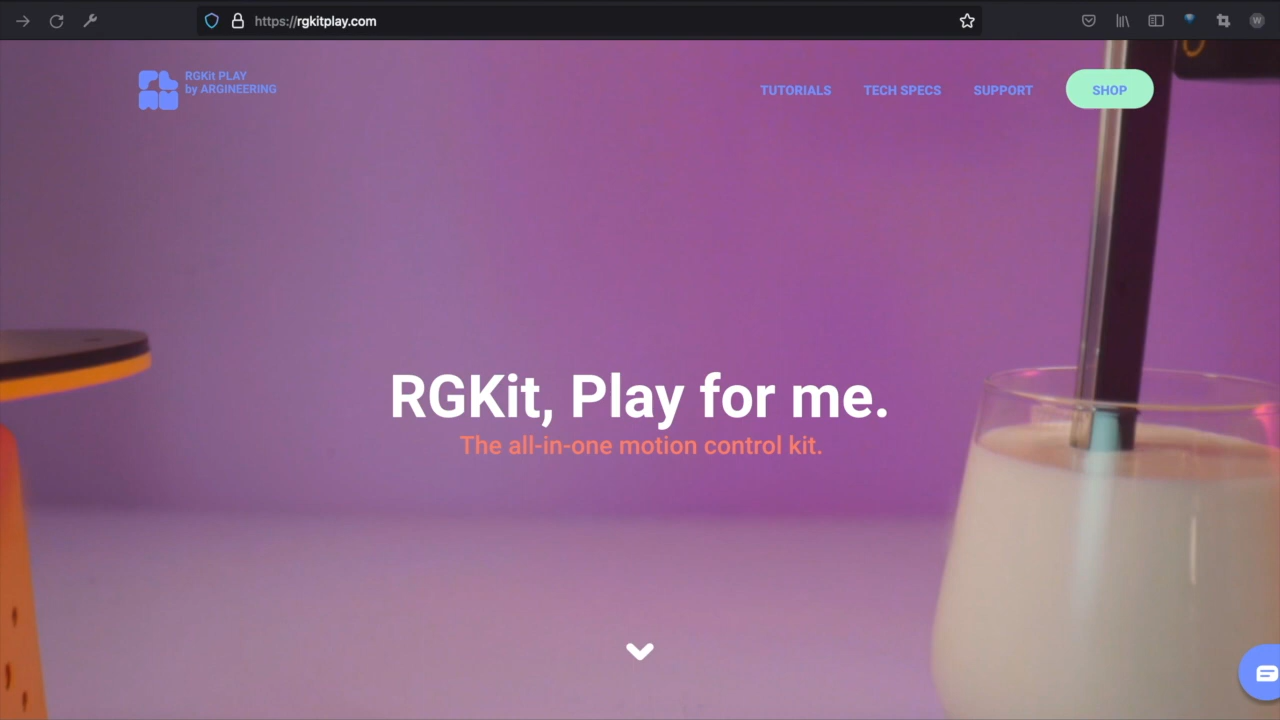 https://rgkitplay.com
W
RGKit PLAY
by ARGINEERING
TUTORIALS
TECH SPECS
SUPPORT
SHOP
RGKit, Play for me.
The all-in-one motion control kit.